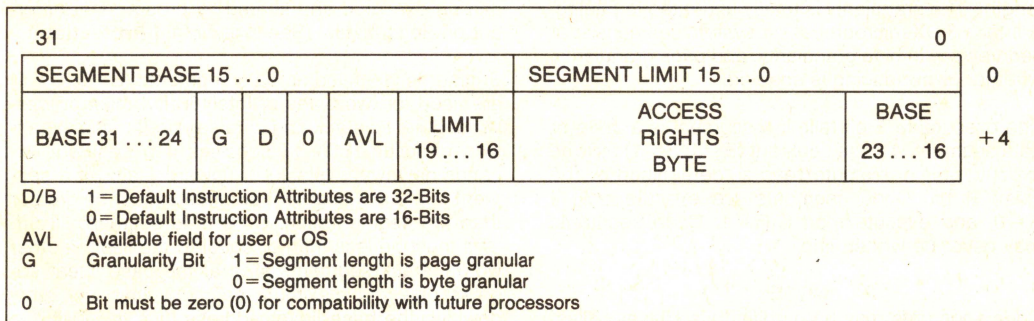 31 0
SEGMENT BASE 15 . . . 0 SEGMENT LIMIT 15 . . . 0 0
BASE 31 . . . 24 G D 0 AVL LIMIT 19 . . . 16 ACCESS RIGHTS BYTE BASE 23 . . . 16 +4
D/B 1 = Default Instruction Attributes are 32-Bits
0 = Default Instruction Attributes are 16-Bits
AVL Available field for user or OS
G Granularity Bit 1 = Segment length is page granular
0 = Segment length is byte granular
0 Bit must be zero (0) for compatibility with future processors